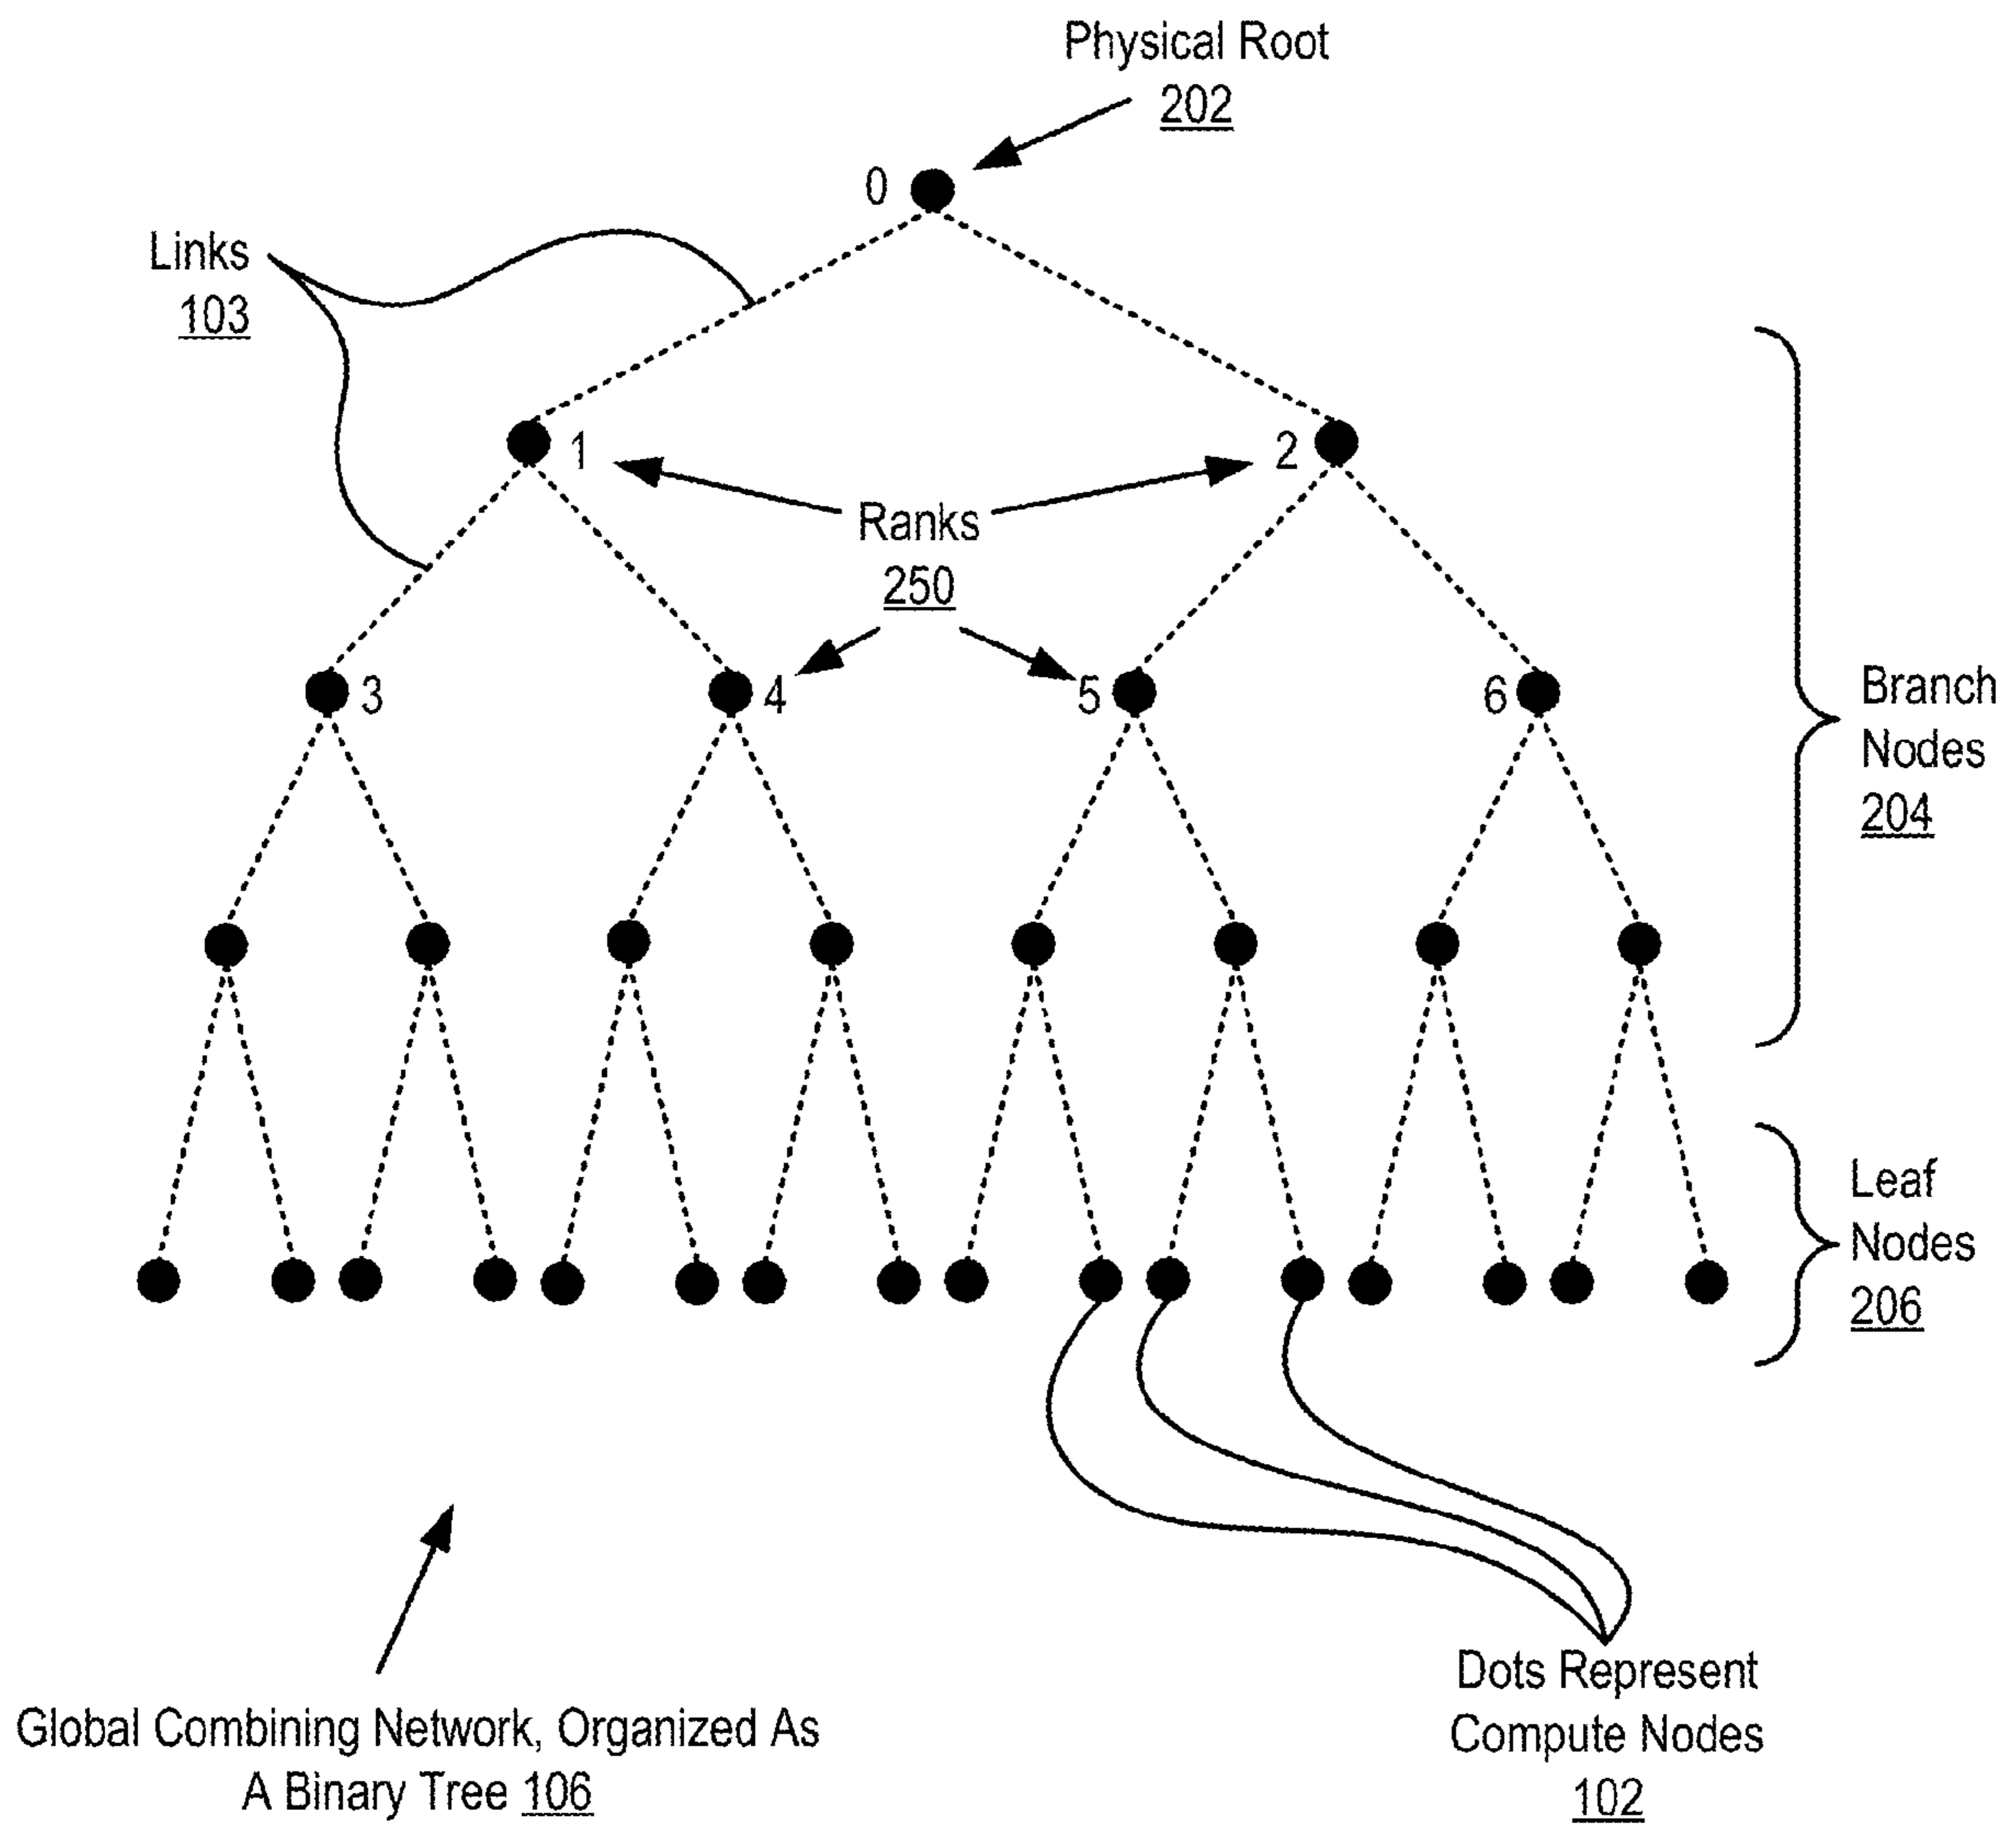 Physical Root
202
0
Links
103
1
2
Ranks
250
3
4
5
6
Branch
Nodes
204
Leaf
Nodes
206
Dots Represent
Compute Nodes
102
Global Combining Network, Organized As
A Binary Tree 106